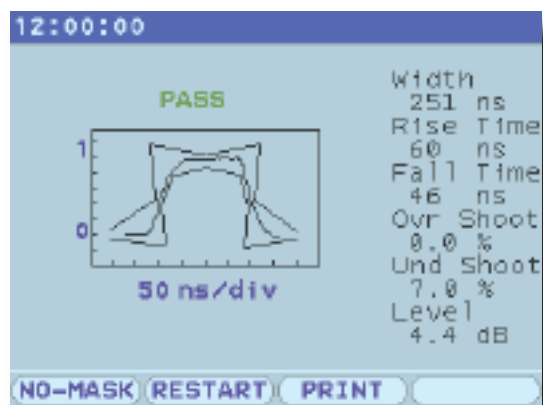 12:00:00
PASS
1
0
50 ns/div
Width
251 ns
Rise Time
60 ns
Fall Time
46 ns
Ovr Shoot
0.0 %
Und Shoot
7.0 %
Level
4.4 dB
NO-MASK RESTART PRINT